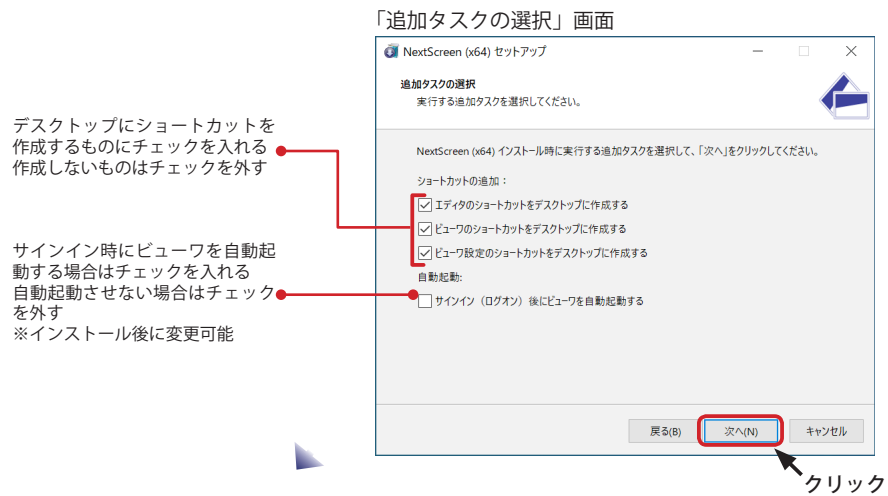 「追加タスクの選択」画面
NextScreen (x64) セットアップ
追加タスクの選択
実行する追加タスクを選択してください。
デスクトップにショートカットを
作成するものにチェックを入れる
作成しないものはチェックを外す
NextScreen (x64) インストール時に実行する追加タスクを選択して、「次へ」をクリックしてください。
ショートカットの追加：
エディタのショートカットをデスクトップに作成する
ビューワのショートカットをデスクトップに作成する
ビューワ設定のショートカットをデスクトップに作成する
サインイン時にビューワを自動起
動する場合はチェックを入れる
自動起動させない場合はチェック
を外す
※インストール後に変更可能
自動起動:
サインイン（ログオン）後にビューワを自動起動する
戻る(B)
次へ(N)
キャンセル
クリック